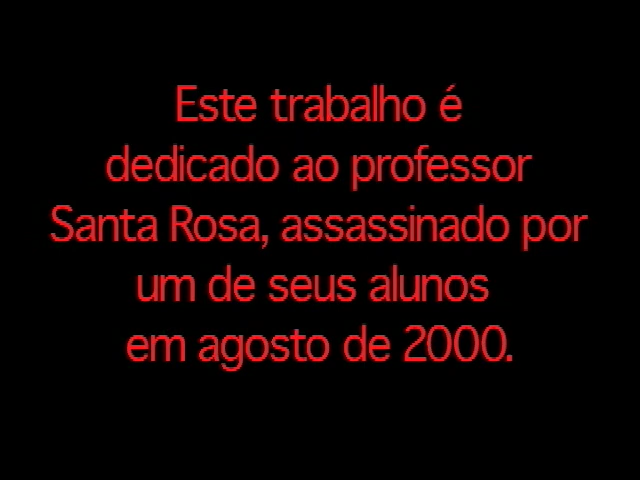 Este trabalho é
dedicado ao professor
Santa Rosa, assassinado por
um de seus alunos
em agosto de 2000.